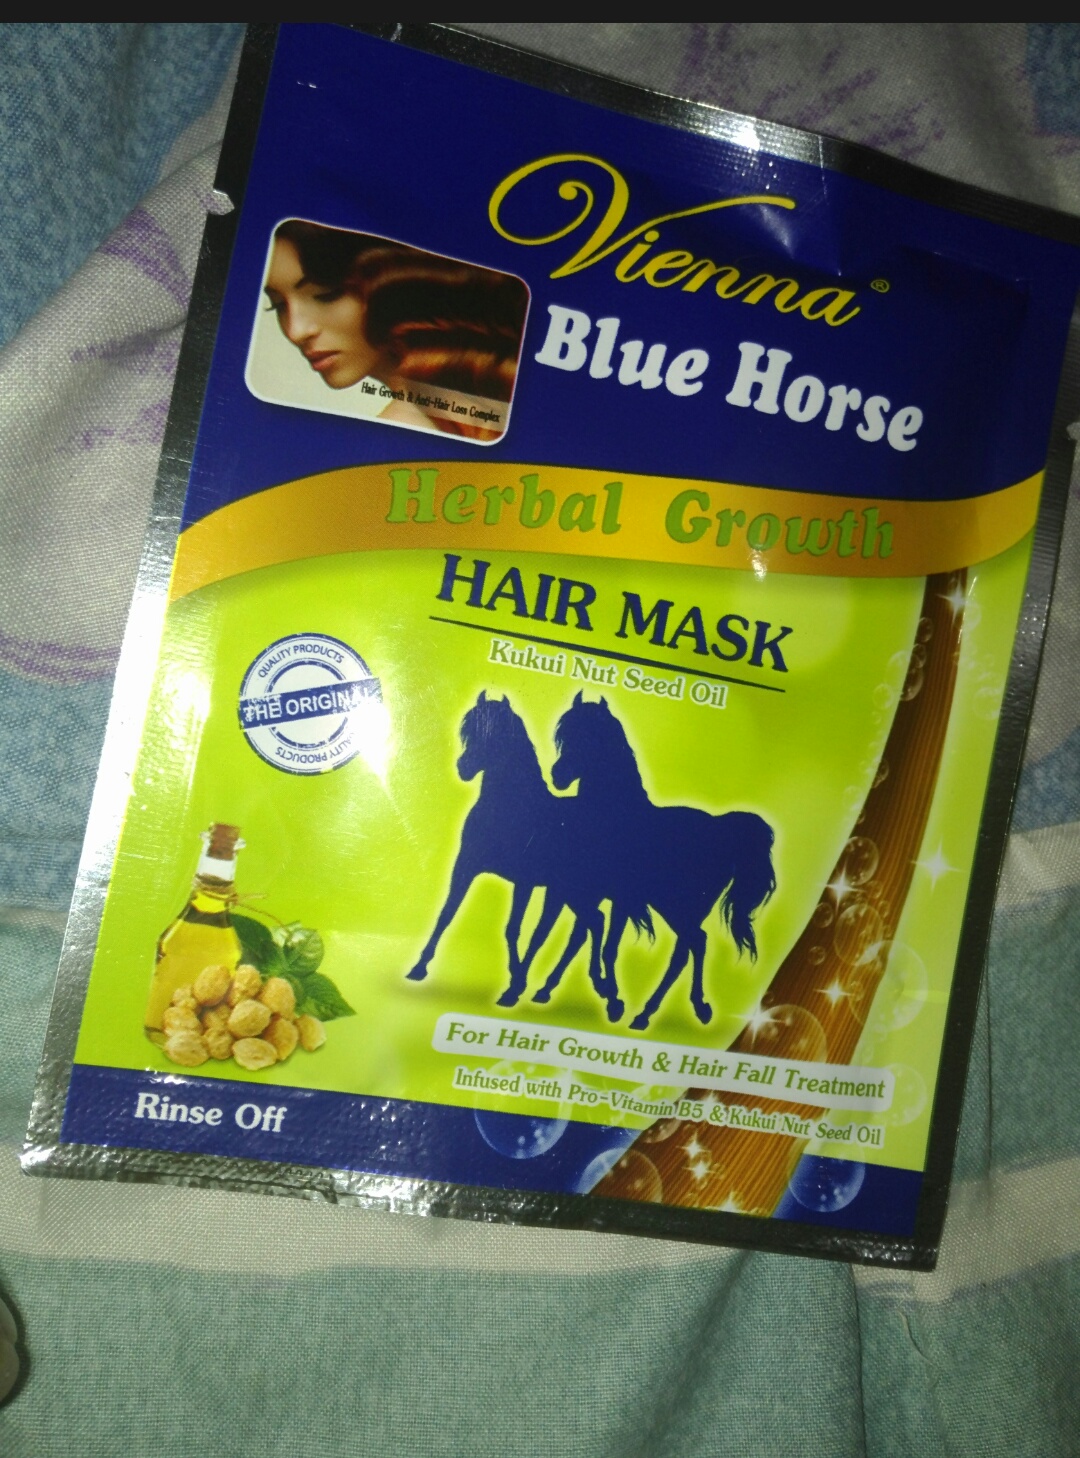 Vienna®
Blue Horse
Hair Growth & Anti-Hair Loss Complex
Herbal Growth
HAIR MASK
Kukui Nut Seed Oil
QUALITY PRODUCTS
THE ORIGINAL
QUALITY PRODUCTS
For Hair Growth & Hair Fall Treatment
Infused with Pro-Vitamin B5 & Kukui Nut Seed Oil
Rinse Off